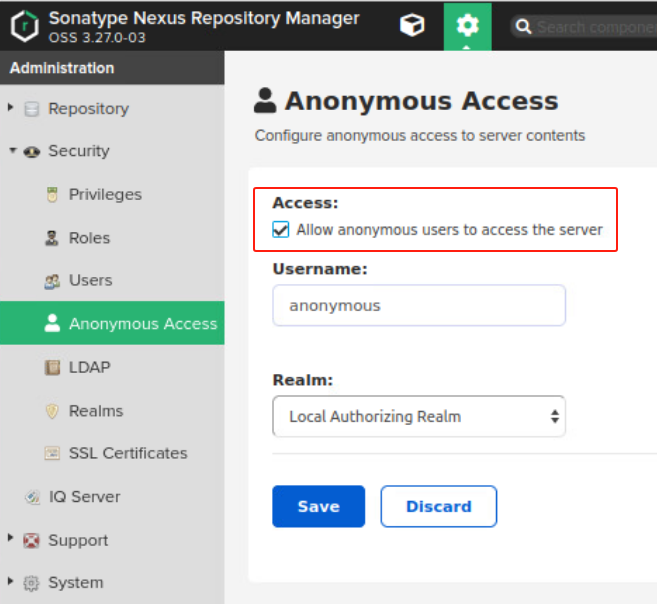 Sonatype Nexus Repository Manager
OSS 3.27.0-03
Search componen
Administration
Repository
Security
Privileges
Roles
Users
Anonymous Access
LDAP
Realms
SSL Certificates
IQ Server
Support
System
Anonymous Access
Configure anonymous access to server contents
Access:
Allow anonymous users to access the server
Username:
anonymous
Realm:
Local Authorizing Realm
Save
Discard